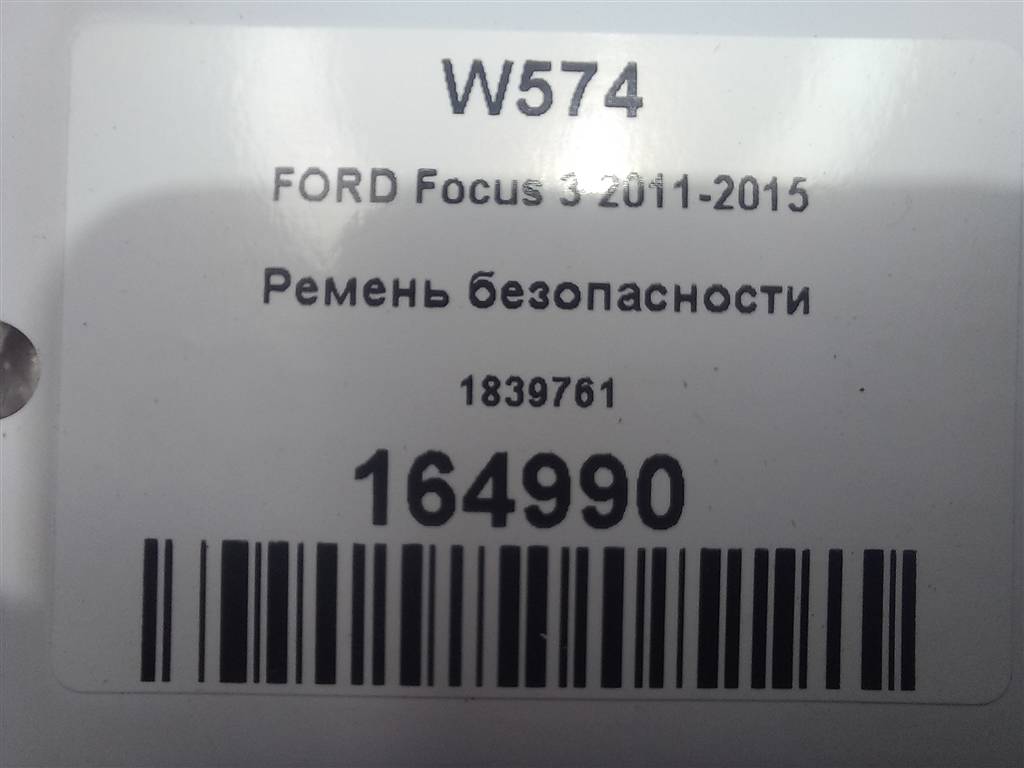 W574
FORD Focus 3 2011-2015
Ремень безопасности
1839761
164990